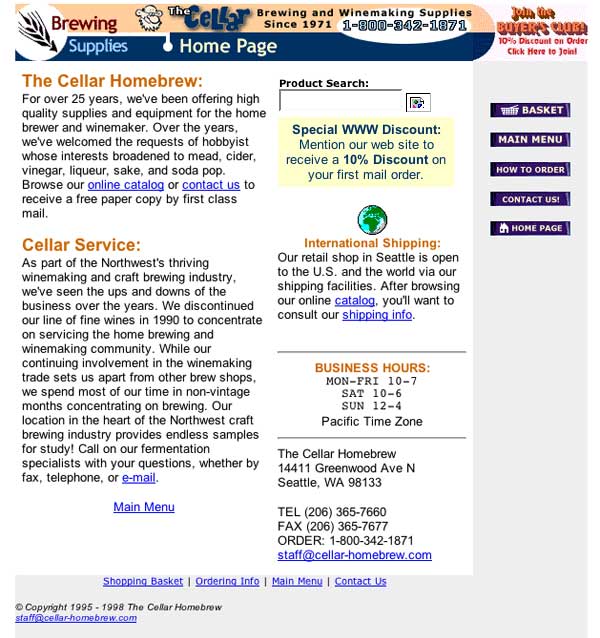 Brewing
Supplies
The Cellar
Brewing and Winemaking Supplies
Since 1971
1-800-342-1871
Home Page
Join the
BUYER'S CLUB!
10% Discount on Order
Click Here to Join!
The Cellar Homebrew:
For over 25 years, we've been offering high
quality supplies and equipment for the home
brewer and winemaker. Over the years,
we've welcomed the requests of hobbyist
whose interests broadened to mead, cider,
vinegar, liqueur, sake, and soda pop.
Browse our online catalog or contact us to
receive a free paper copy by first class
mail.
Cellar Service:
As part of the Northwest's thriving
winemaking and craft brewing industry,
we've seen the ups and downs of the
business over the years. We discontinued
our line of fine wines in 1990 to concentrate
on servicing the home brewing and
winemaking community. While our
continuing involvement in the winemaking
trade sets us apart from other brew shops,
we spend most of our time in non-vintage
months concentrating on brewing. Our
location in the heart of the Northwest craft
brewing industry provides endless samples
for study! Call on our fermentation
specialists with your questions, whether by
fax, telephone, or e-mail.
Main Menu
Product Search:
Special WWW Discount:
Mention our web site to
receive a 10% Discount on
your first mail order.
International Shipping:
Our retail shop in Seattle is open
to the U.S. and the world via our
shipping facilities. After browsing
our online catalog, you'll want to
consult our shipping info.
BUSINESS HOURS:
MON-FRI 10-7
SAT 10-6
SUN 12-4
Pacific Time Zone
The Cellar Homebrew
14411 Greenwood Ave N
Seattle, WA 98133
TEL (206) 365-7660
FAX (206) 365-7677
ORDER: 1-800-342-1871
staff@cellar-homebrew.com
BASKET
MAIN MENU
HOW TO ORDER
CONTACT US!
HOME PAGE
Shopping Basket | Ordering Info | Main Menu | Contact Us
© Copyright 1995 - 1998 The Cellar Homebrew
staff@cellar-homebrew.com